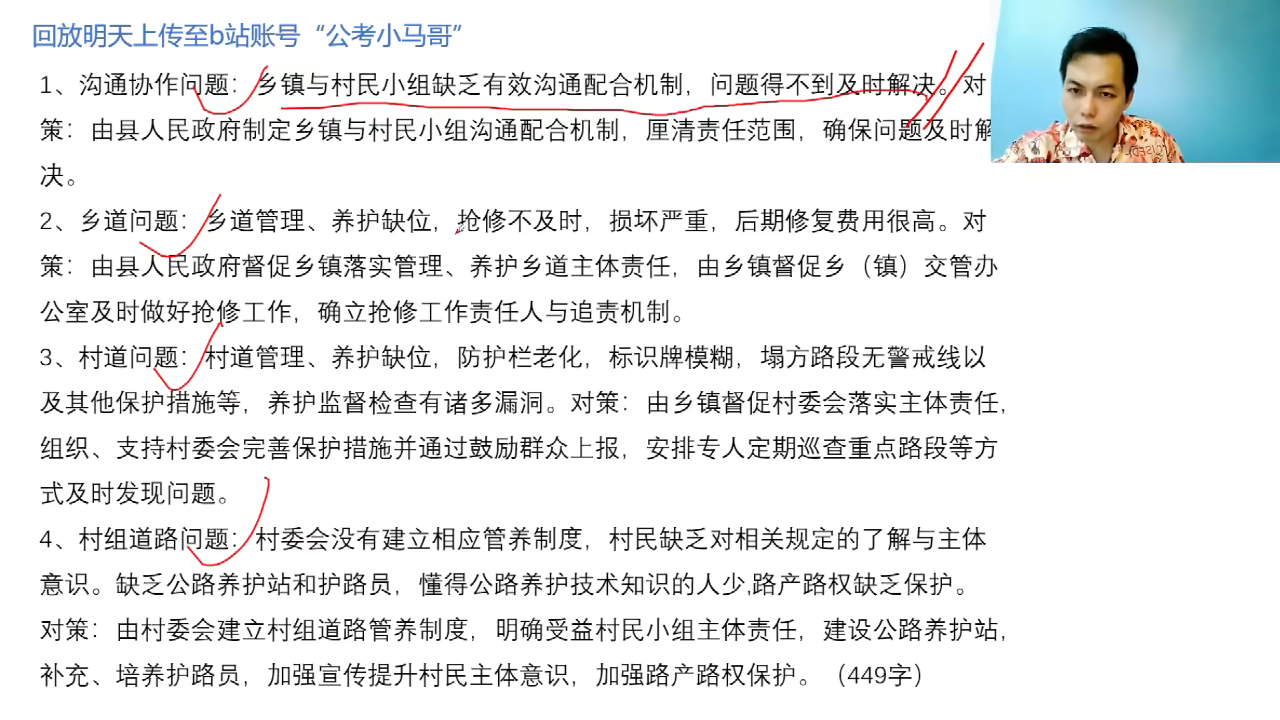 回放明天上传至b站账号“公考小马哥”
1、沟通协作问题：乡镇与村民小组缺乏有效沟通配合机制，问题得不到及时解决。对
策：由县人民政府制定乡镇与村民小组沟通配合机制，厘清责任范围，确保问题及时解
决。
2、乡道问题：乡道管理、养护缺位，抢修不及时，损坏严重，后期修复费用很高。对
策：由县人民政府督促乡镇落实管理、养护乡道主体责任，由乡镇督促乡（镇）交管办
公室及时做好抢修工作，确立抢修工作责任人与追责机制。
3、村道问题：村道管理、养护缺位，防护栏老化，标识牌模糊，塌方路段无警戒线以
及其他保护措施等，养护监督检查有诸多漏洞。对策：由乡镇督促村委会落实主体责任，
组织、支持村委会完善保护措施并通过鼓励群众上报，安排专人定期巡查重点路段等方
式及时发现问题。
4、村组道路问题：村委会没有建立相应管养制度，村民缺乏对相关规定的了解与主体
意识。缺乏公路养护站和护路员，懂得公路养护技术知识的人少,路产路权缺乏保护。
对策：由村委会建立村组道路管养制度，明确受益村民小组主体责任，建设公路养护站，
补充、培养护路员，加强宣传提升村民主体意识，加强路产路权保护。（449字）